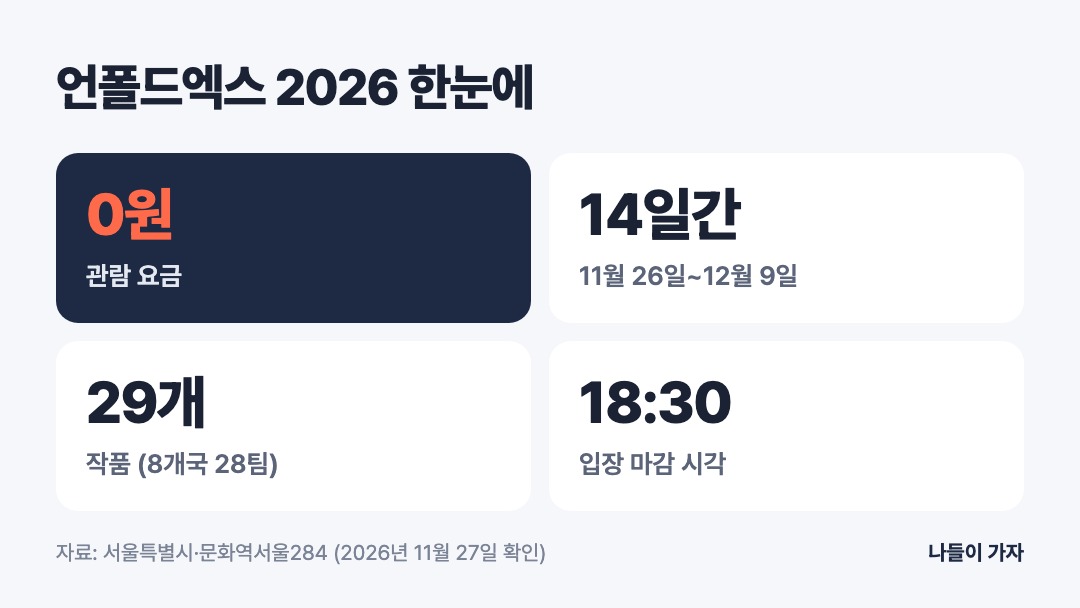 언폴드엑스 2026 한눈에
0원
관람 요금
14일간
11월 26일~12월 9일
29개
작품 (8개국 28팀)
18:30
입장 마감 시각
자료: 서울특별시·문화역서울284 (2026년 11월 27일 확인)
나들이 가자